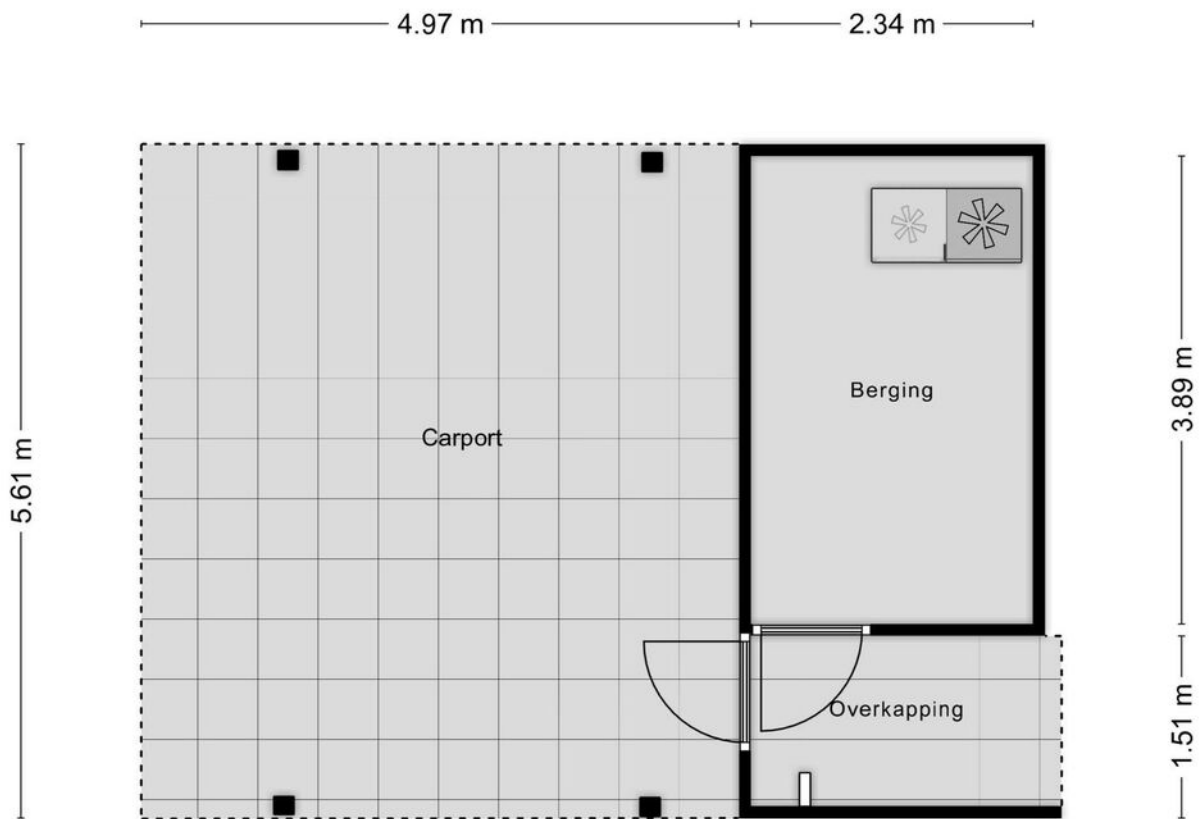 4.97 m
2.34 m
5.61 m
3.89 m
Berging
Carport
Overkapping
1.51 m